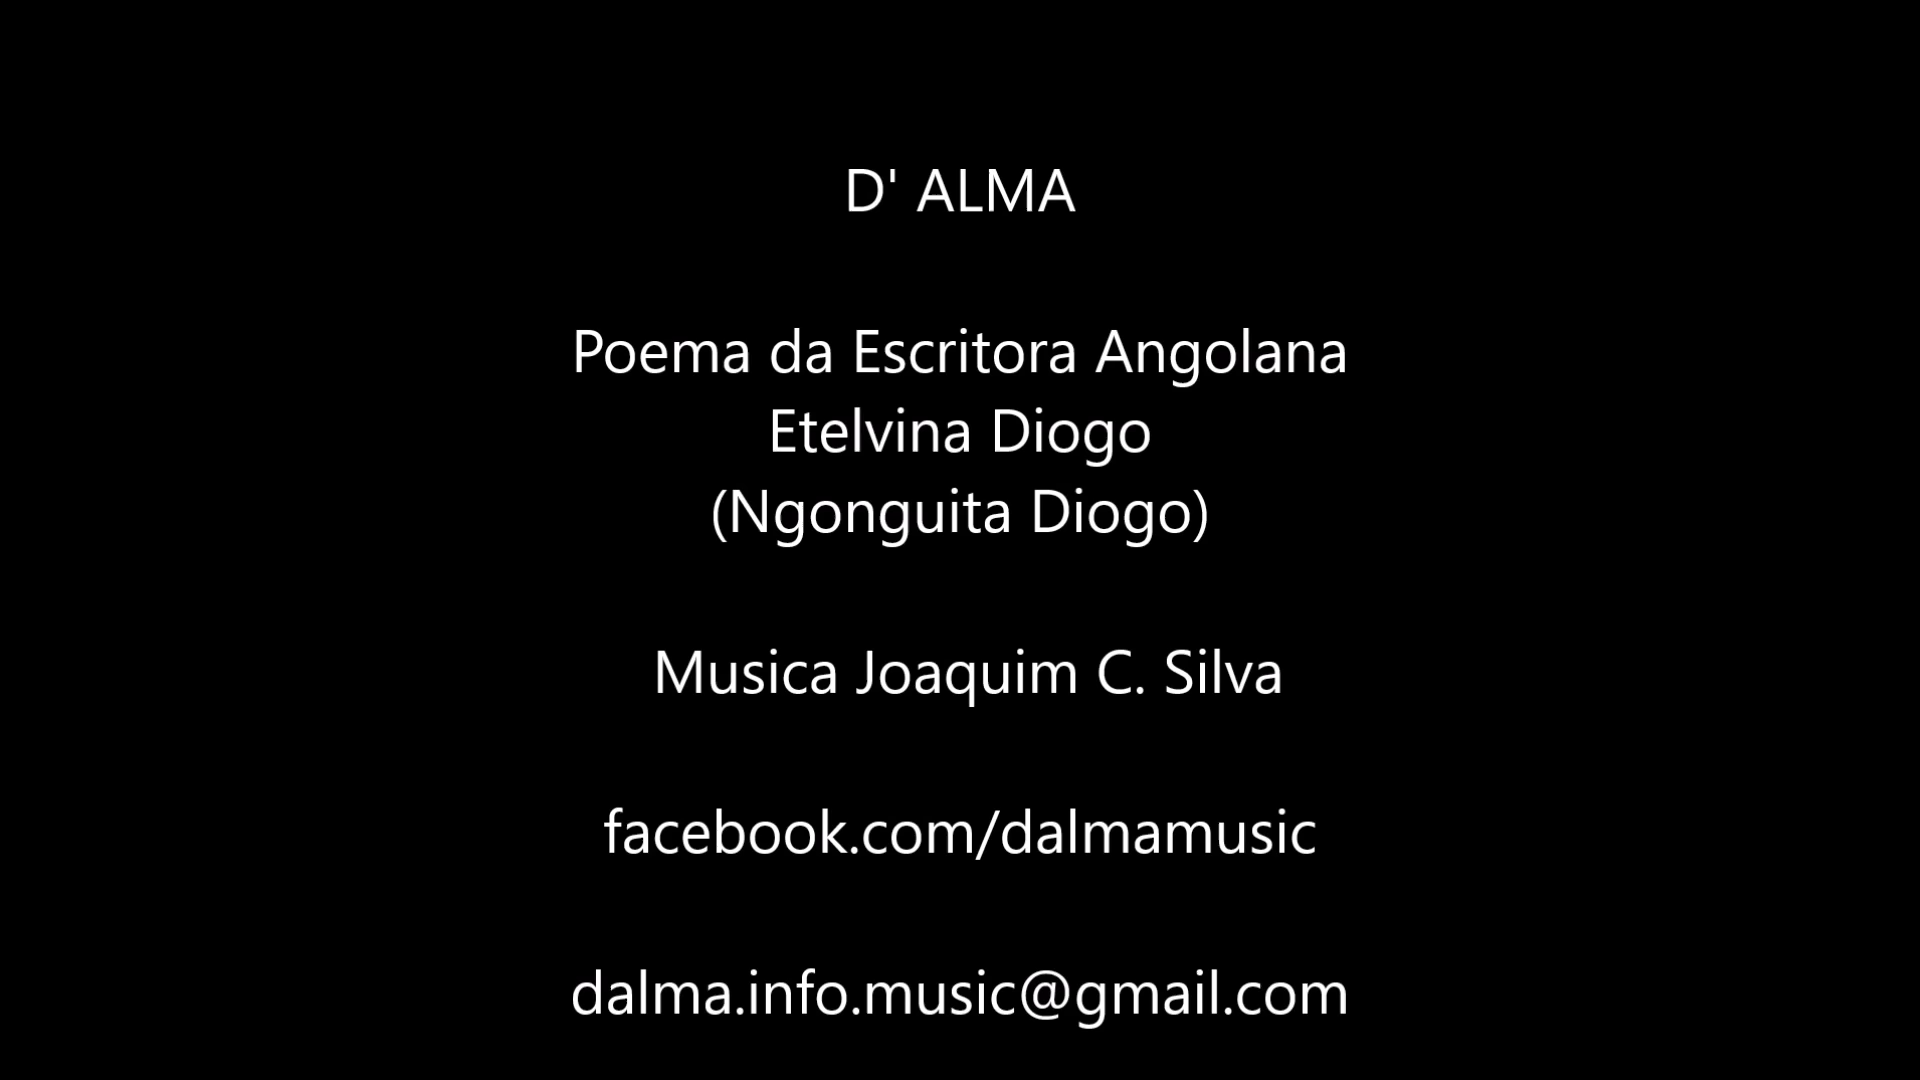 D' ALMA
Poema da Escritora Angolana
Etelvina Diogo
(Ngonguita Diogo)
Musica Joaquim C. Silva
facebook.com/dalmamusic
dalma.info.music@gmail.com